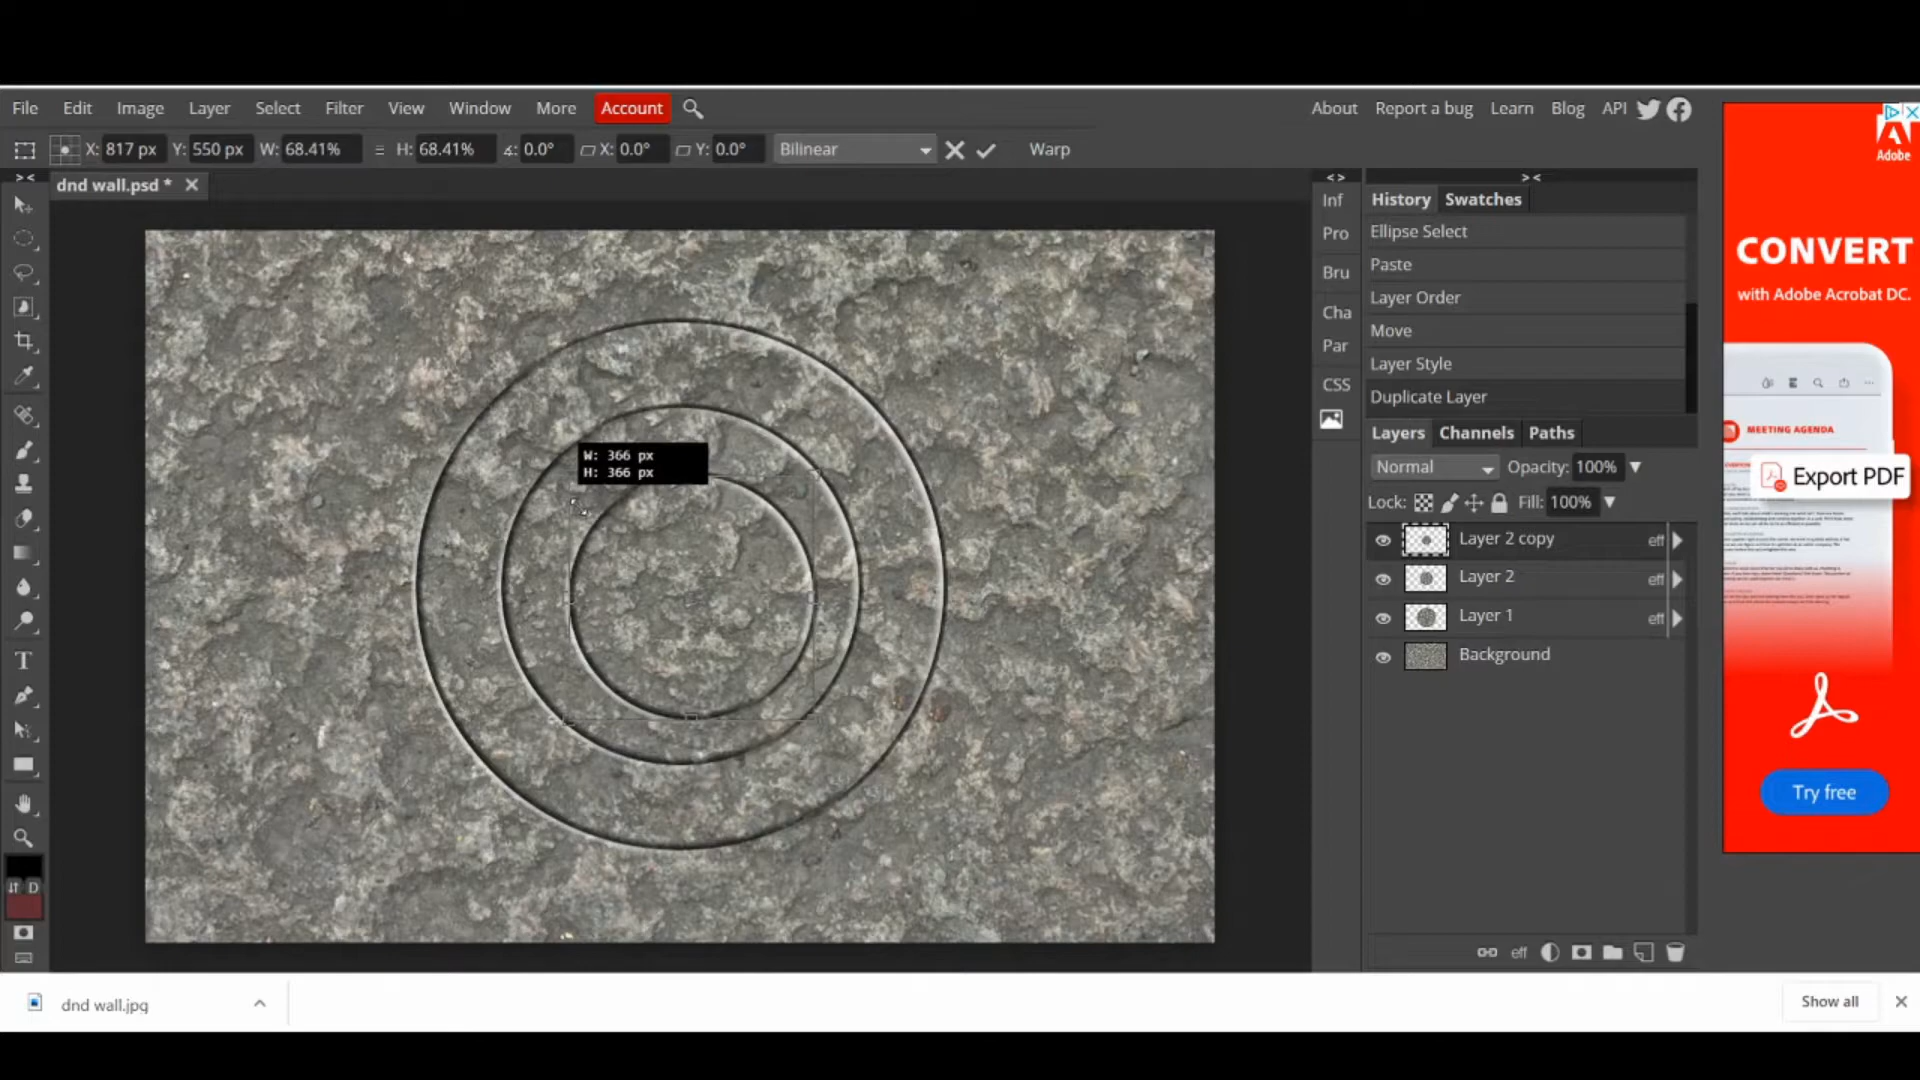 File Edit Image Layer Select Filter View Window More Account
About Report a bug Learn Blog API
X: 817 px Y: 550 px W: 68.41% H: 68.41% 0.0° X: 0.0° Y: 0.0° Bilinear Warp
> <
dnd wall.psd *
< >
> <
Inf
Pro
Bru
Cha
Par
CSS
History Swatches
Ellipse Select
Paste
Layer Order
Move
Layer Style
Duplicate Layer
Layers Channels Paths
Normal Opacity: 100%
Lock: Fill: 100%
Layer 2 copy eff
Layer 2 eff
Layer 1 eff
Background
eff
W: 366 px
H: 366 px
T
D
Adobe
CONVERT
with Adobe Acrobat DC.
MEETING AGENDA
Export PDF
Try free
dnd wall.jpg
Show all